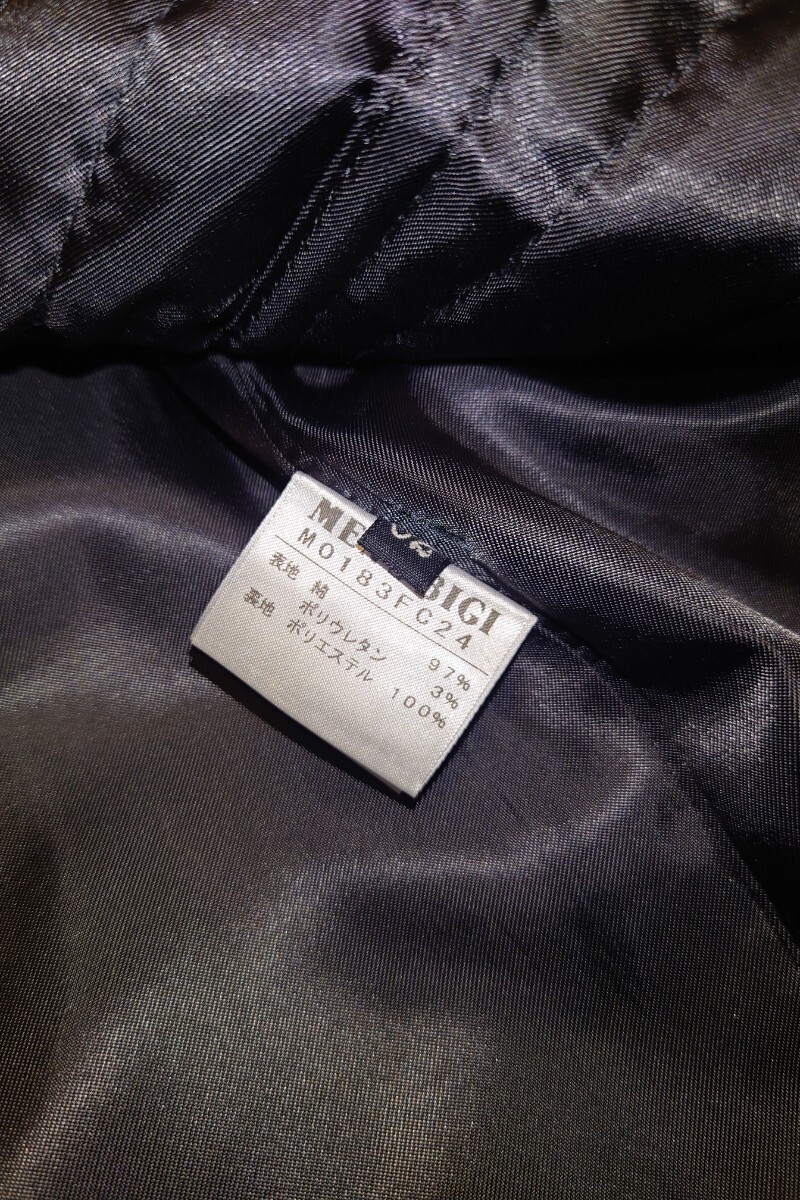 BIGI
02
M0183FC24
表地 綿 97%
ポリウレタン 3%
裏地 ポリエステル 100%